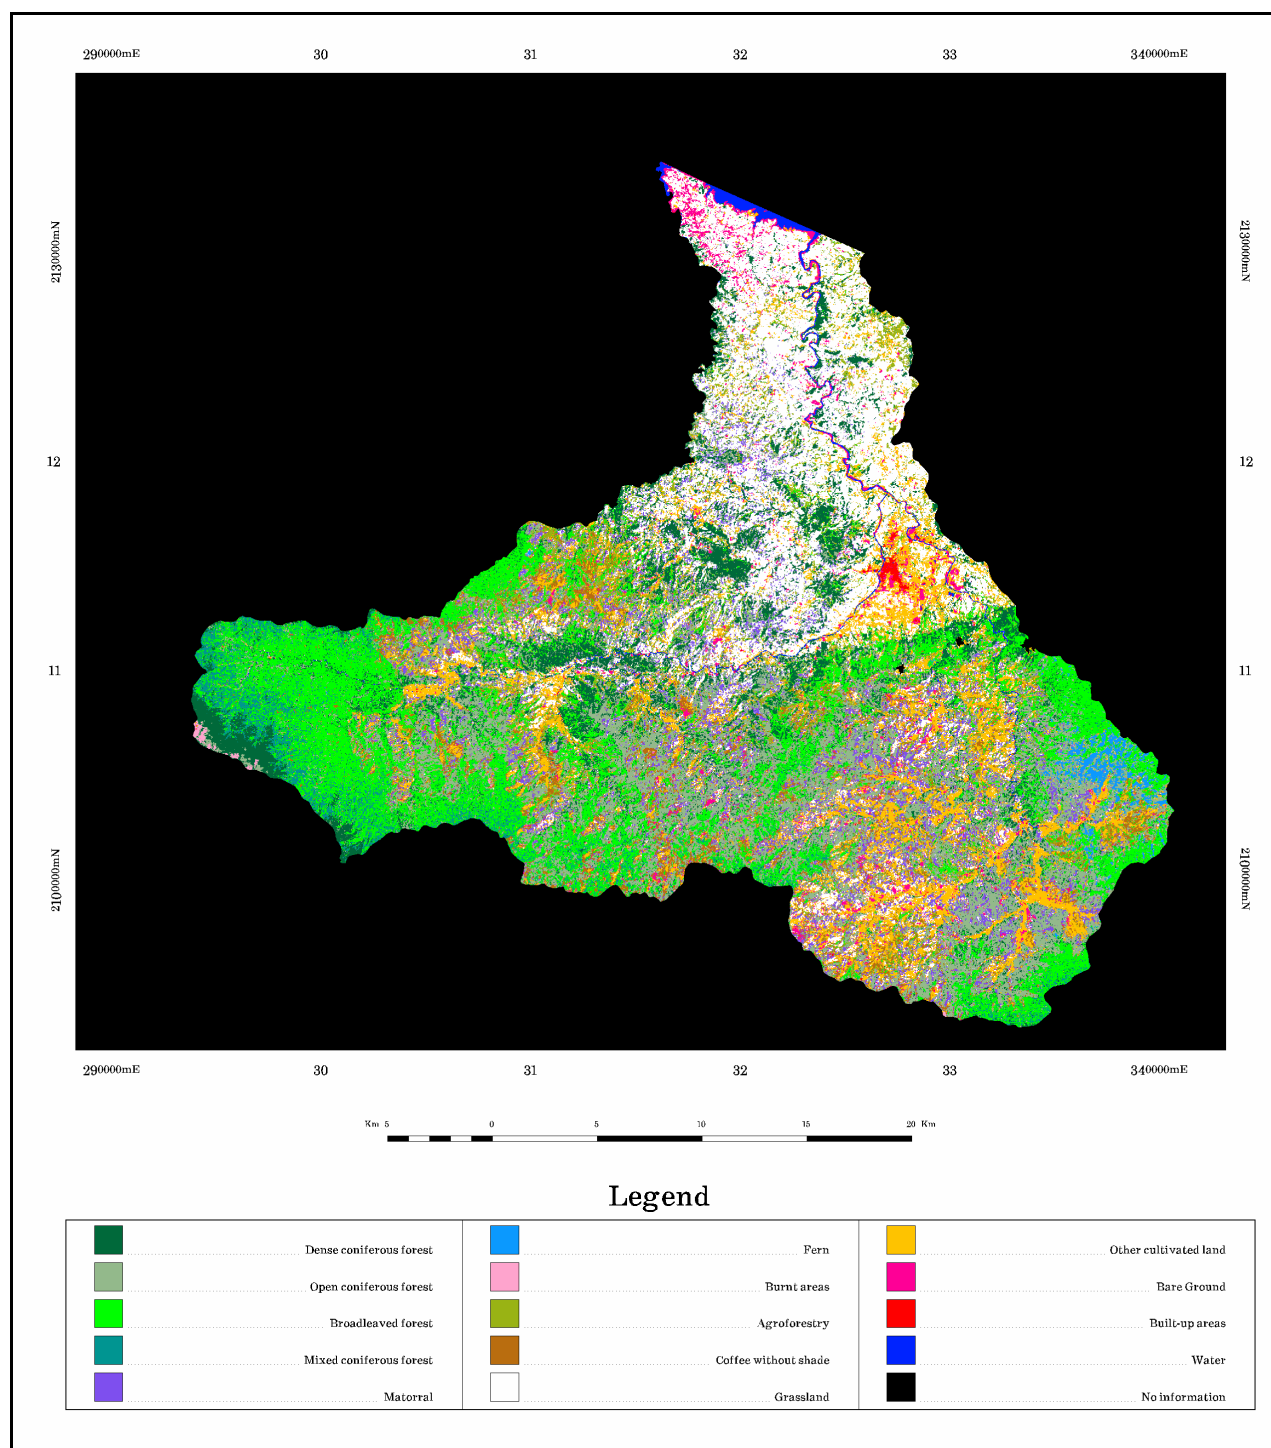 290000mE 30 31 32 33 340000mE
2130000mN 2130000mN
12 12
11 11
2100000mN 2100000mN
290000mE 30 31 32 33 340000mE
Km 5 0 5 10 15 20 Km
Legend
Dense coniferous forest Fern Other cultivated land
Open coniferous forest Burnt areas Bare Ground
Broadleaved forest Agroforestry Built-up areas
Mixed coniferous forest Coffee without shade Water
Matorral Grassland No information